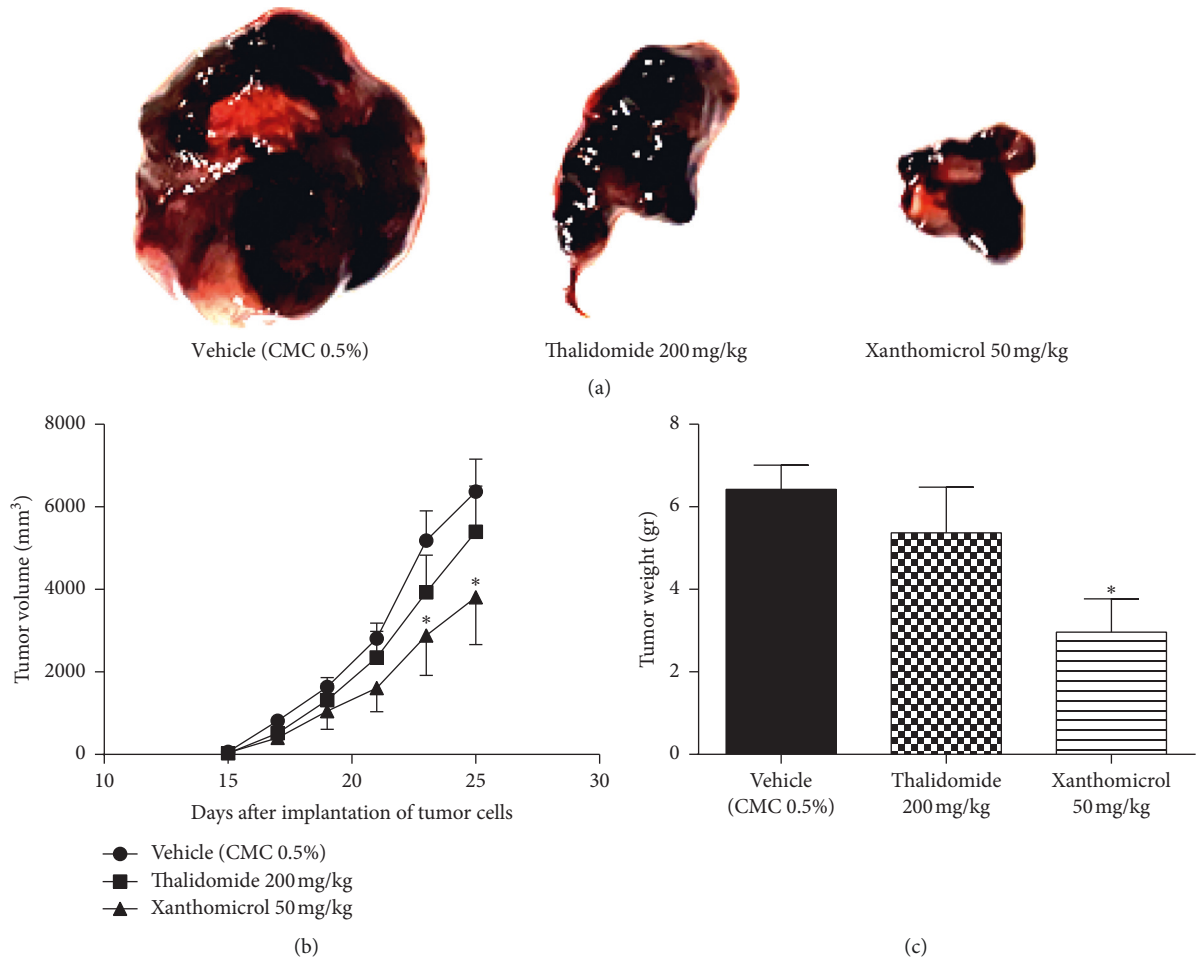 Vehicle (CMC 0.5%)
Thalidomide 200 mg/kg
Xanthomicrol 50 mg/kg
(a)
8000
6000
4000
2000
0
Tumor volume (mm³)
*
*
10
15
20
25
30
Days after implantation of tumor cells
Vehicle (CMC 0.5%)
Thalidomide 200 mg/kg
Xanthomicrol 50 mg/kg
(b)
8
6
4
2
0
Tumor weight (gr)
*
Vehicle
(CMC 0.5%)
Thalidomide
200 mg/kg
Xanthomicrol
50 mg/kg
(c)